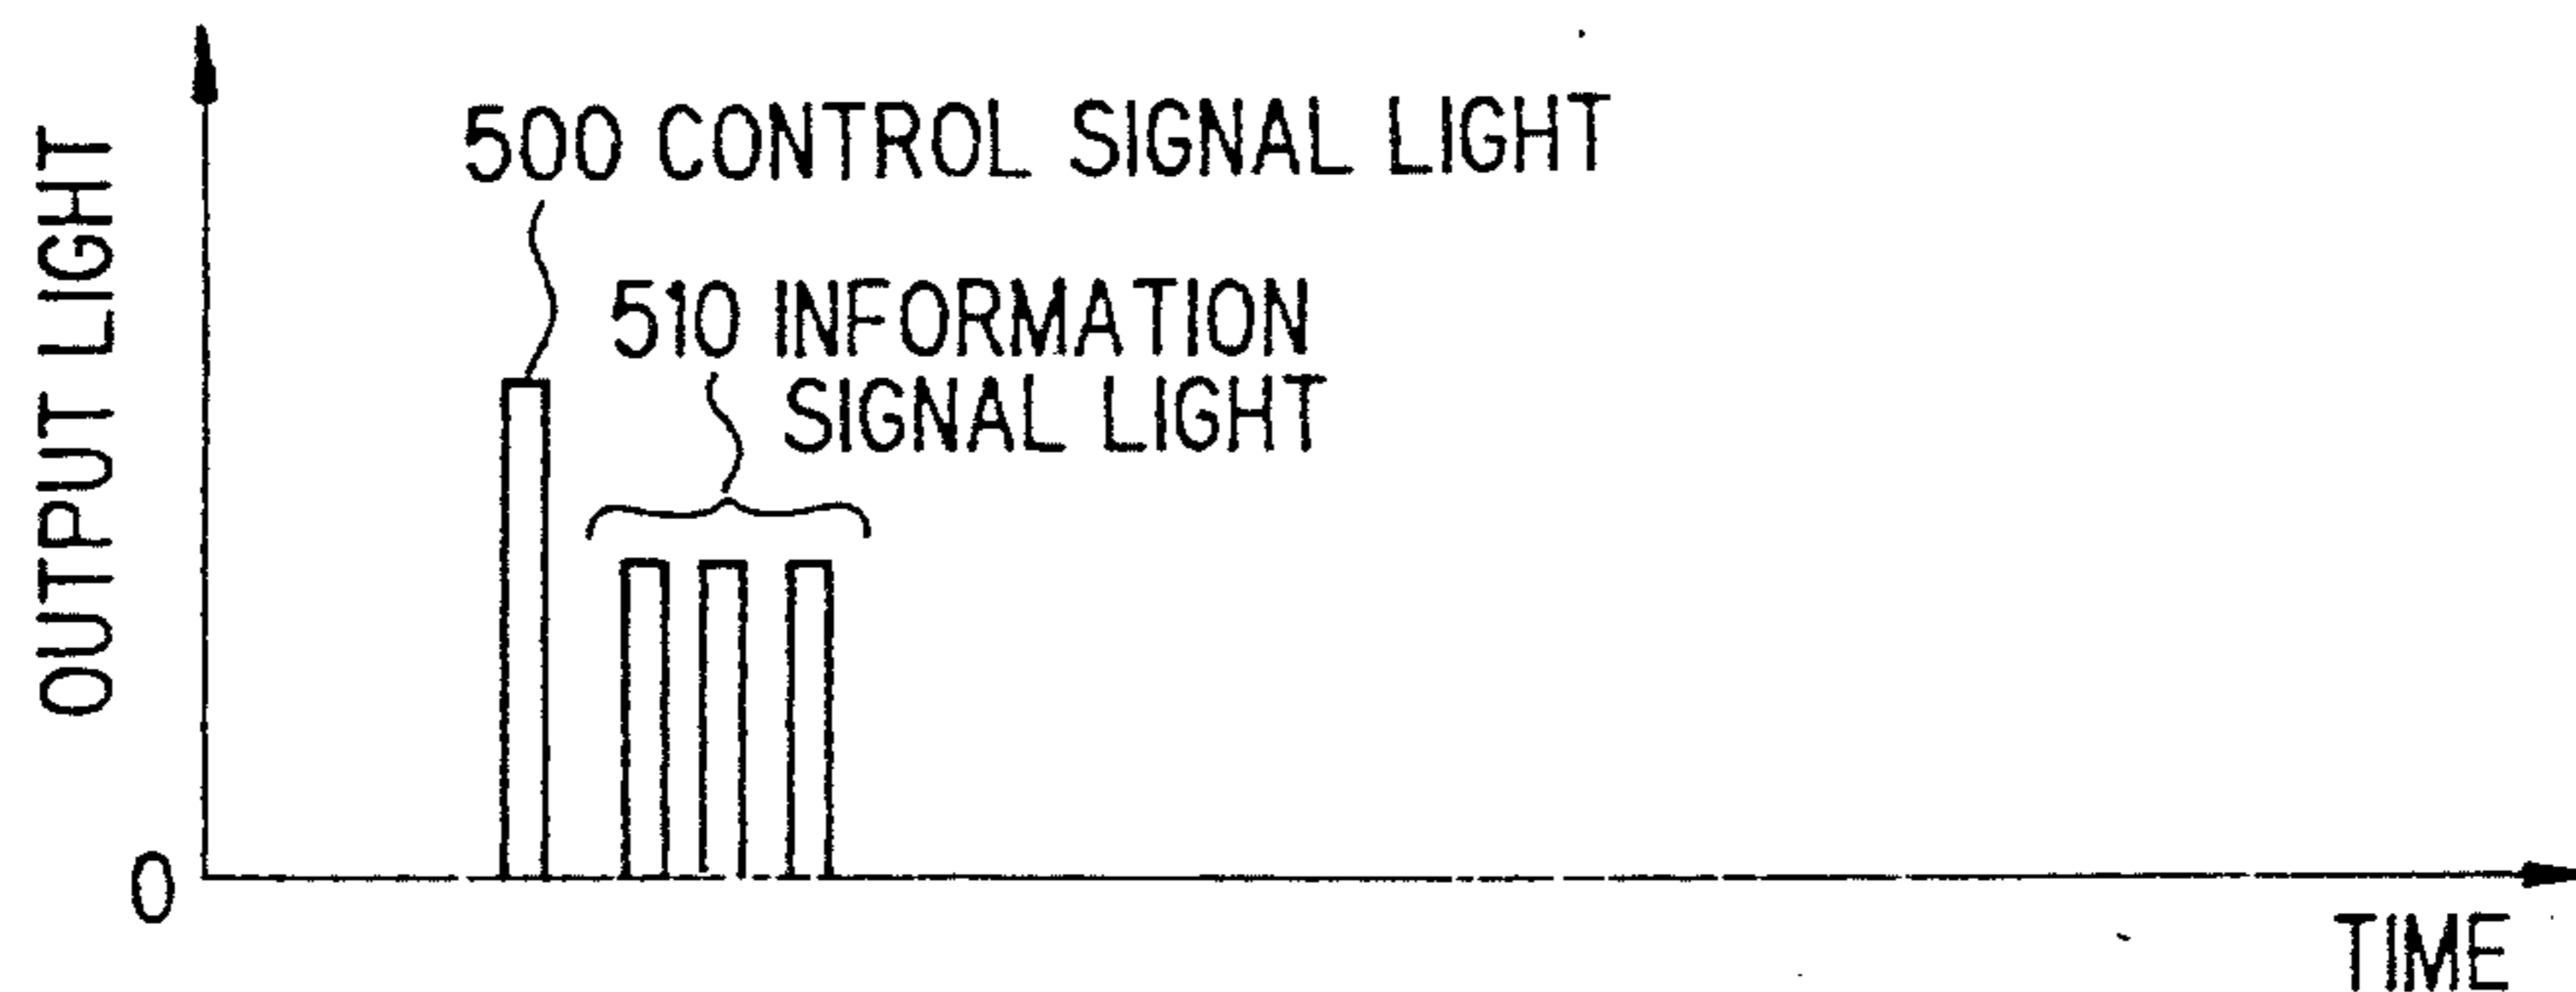 OUTPUT LIGHT
500 CONTROL SIGNAL LIGHT
510 INFORMATION
SIGNAL LIGHT
0
TIME